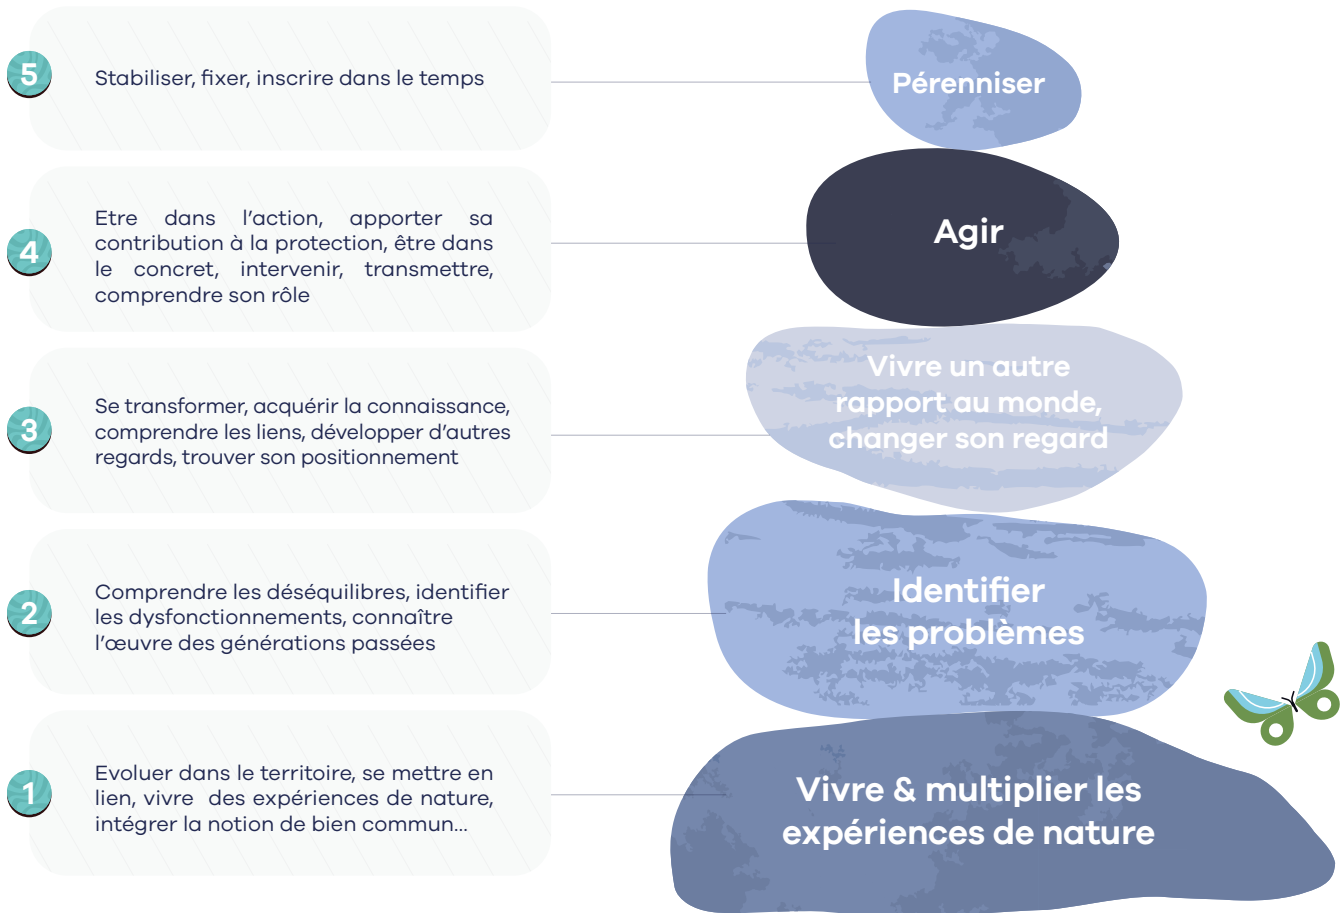 5
Stabiliser, fixer, inscrire dans le temps
Pérenniser
4
Etre dans l'action, apporter sa
contribution à la protection, être dans
le concret, intervenir, transmettre,
comprendre son rôle
Agir
3
Se transformer, acquérir la connaissance,
comprendre les liens, développer d'autres
regards, trouver son positionnement
Vivre un autre
rapport au monde,
changer son regard
2
Comprendre les déséquilibres, identifier
les dysfonctionnements, connaître
l'œuvre des générations passées
Identifier
les problèmes
1
Evoluer dans le territoire, se mettre en
lien, vivre des expériences de nature,
intégrer la notion de bien commun...
Vivre & multiplier les
expériences de nature